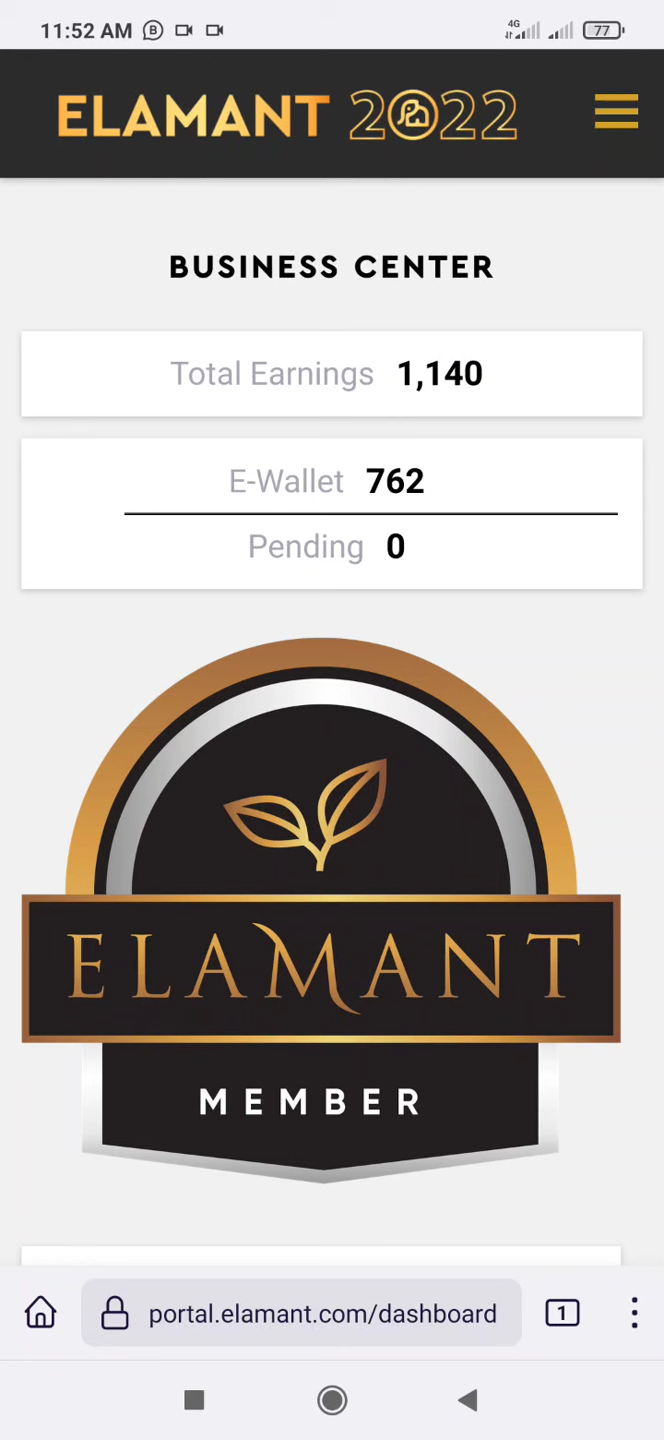 11:52 AM
4G
77
ELAMANT 2022
BUSINESS CENTER
Total Earnings 1,140
E-Wallet 762
Pending 0
ELAMANT
MEMBER
portal.elamant.com/dashboard
1